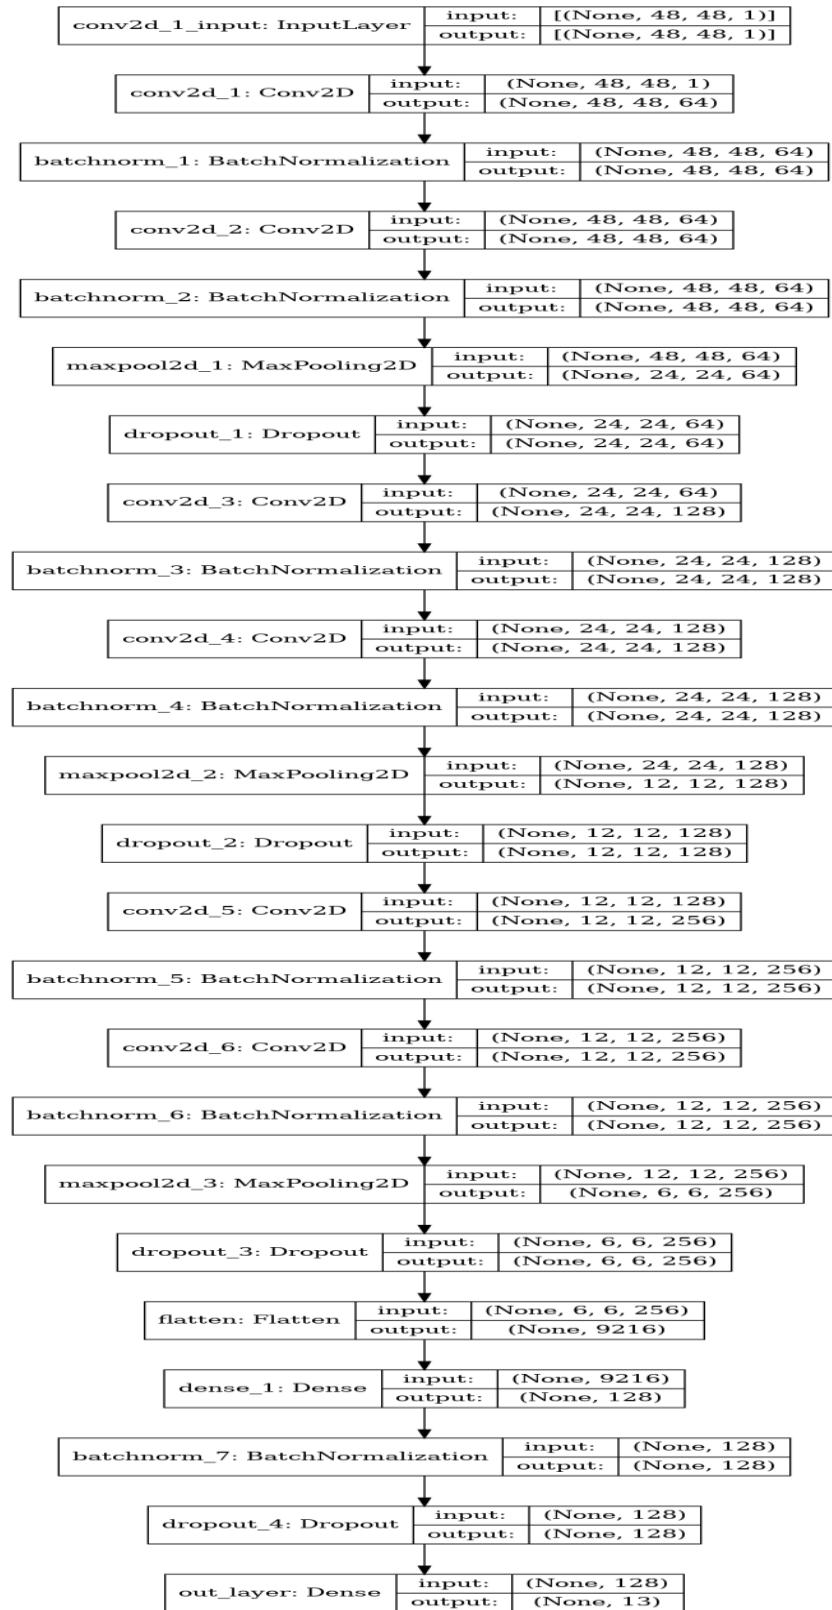 conv2d_1_input: InputLayer input: [(None, 48, 48, 1)]
output: [(None, 48, 48, 1)]
conv2d_1: Conv2D input: (None, 48, 48, 1)
output: (None, 48, 48, 64)
batchnorm_1: BatchNormalization input: (None, 48, 48, 64)
output: (None, 48, 48, 64)
conv2d_2: Conv2D input: (None, 48, 48, 64)
output: (None, 48, 48, 64)
batchnorm_2: BatchNormalization input: (None, 48, 48, 64)
output: (None, 48, 48, 64)
maxpool2d_1: MaxPooling2D input: (None, 48, 48, 64)
output: (None, 24, 24, 64)
dropout_1: Dropout input: (None, 24, 24, 64)
output: (None, 24, 24, 64)
conv2d_3: Conv2D input: (None, 24, 24, 64)
output: (None, 24, 24, 128)
batchnorm_3: BatchNormalization input: (None, 24, 24, 128)
output: (None, 24, 24, 128)
conv2d_4: Conv2D input: (None, 24, 24, 128)
output: (None, 24, 24, 128)
batchnorm_4: BatchNormalization input: (None, 24, 24, 128)
output: (None, 24, 24, 128)
maxpool2d_2: MaxPooling2D input: (None, 24, 24, 128)
output: (None, 12, 12, 128)
dropout_2: Dropout input: (None, 12, 12, 128)
output: (None, 12, 12, 128)
conv2d_5: Conv2D input: (None, 12, 12, 128)
output: (None, 12, 12, 256)
batchnorm_5: BatchNormalization input: (None, 12, 12, 256)
output: (None, 12, 12, 256)
conv2d_6: Conv2D input: (None, 12, 12, 256)
output: (None, 12, 12, 256)
batchnorm_6: BatchNormalization input: (None, 12, 12, 256)
output: (None, 12, 12, 256)
maxpool2d_3: MaxPooling2D input: (None, 12, 12, 256)
output: (None, 6, 6, 256)
dropout_3: Dropout input: (None, 6, 6, 256)
output: (None, 6, 6, 256)
flatten: Flatten input: (None, 6, 6, 256)
output: (None, 9216)
dense_1: Dense input: (None, 9216)
output: (None, 128)
batchnorm_7: BatchNormalization input: (None, 128)
output: (None, 128)
dropout_4: Dropout input: (None, 128)
output: (None, 128)
out_layer: Dense input: (None, 128)
output: (None, 13)